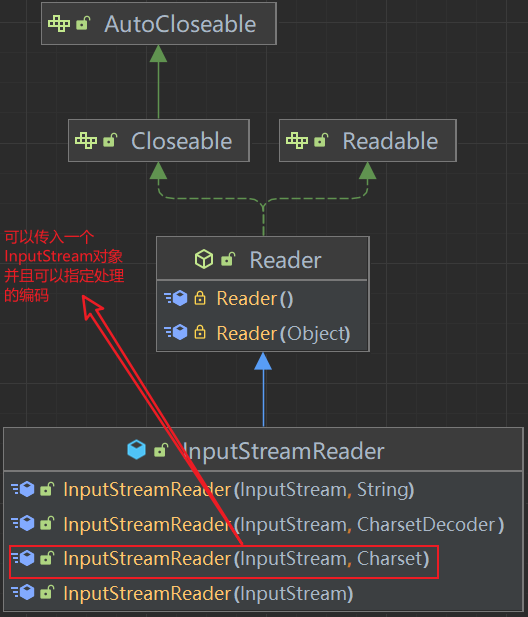 AutoCloseable
Closeable
Readable
可以传入一个
InputStream对象
并且可以指定处理
的编码
Reader
Reader()
Reader(Object)
InputStreamReader
InputStreamReader(InputStream, String)
InputStreamReader(InputStream, CharsetDecoder)
InputStreamReader(InputStream, Charset)
InputStreamReader(InputStream)